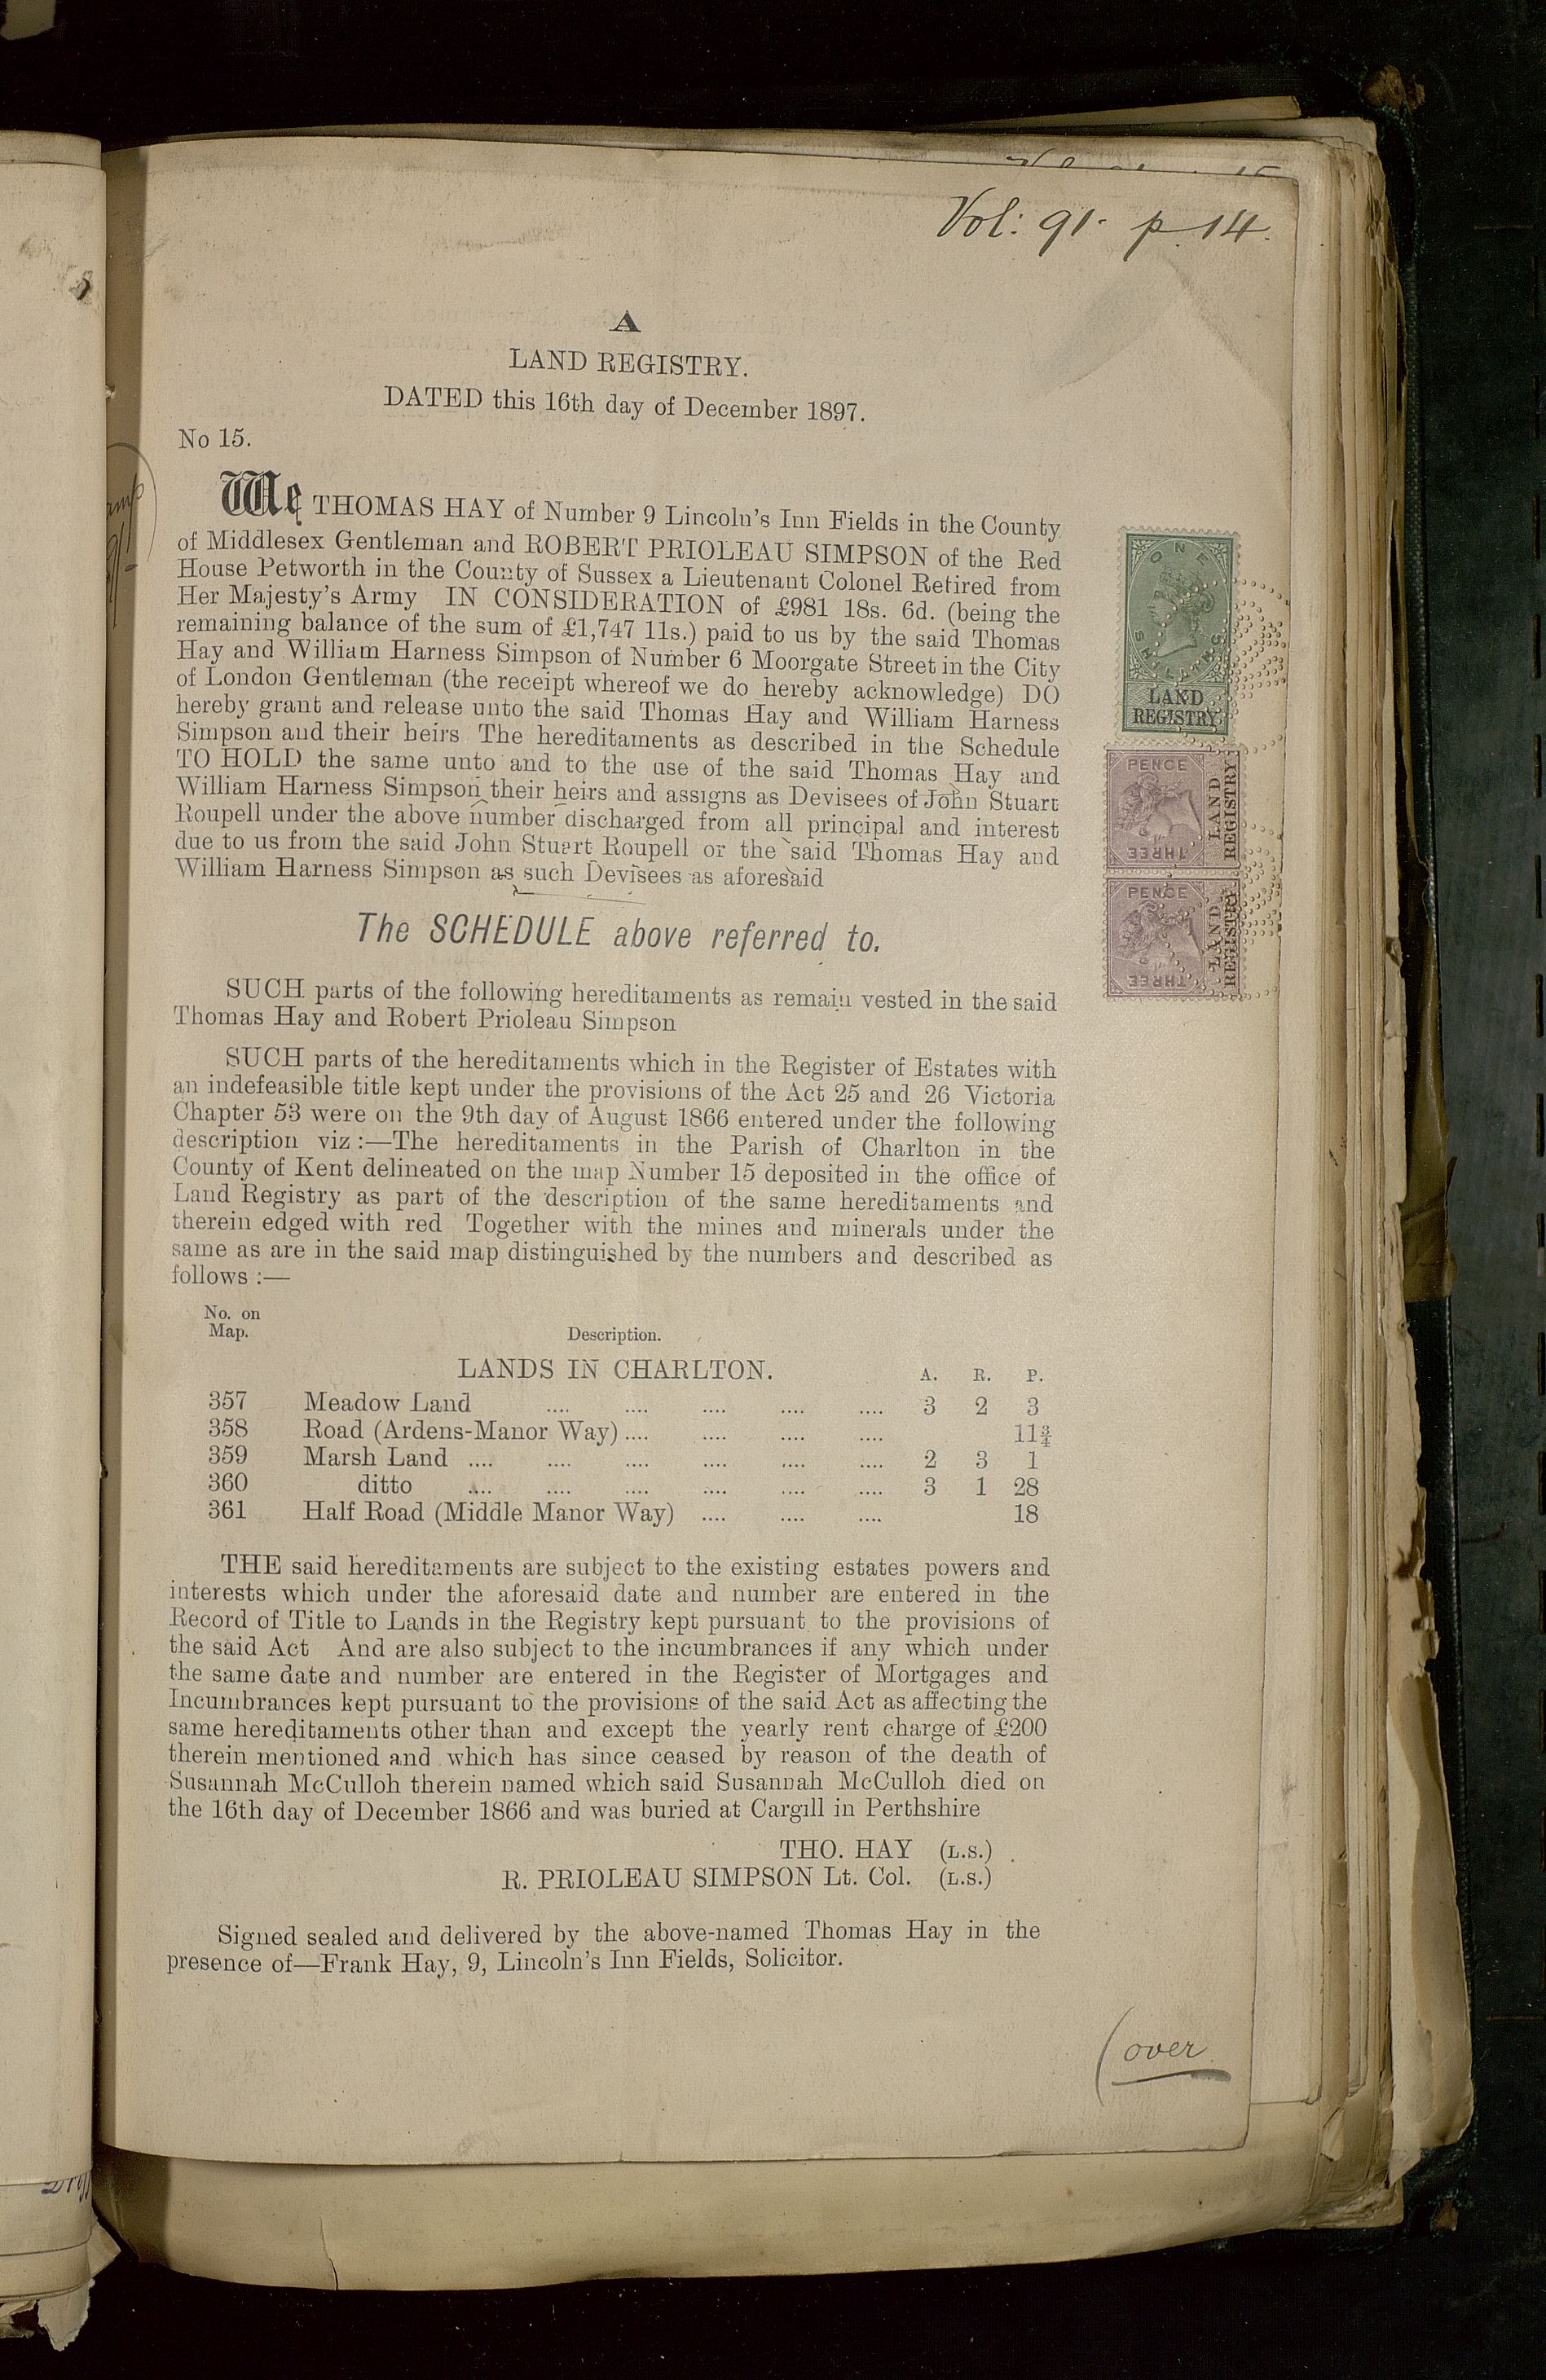 Vol: 91. p. 14.
A
LAND REGISTRY.
DATED this 16th day of December 1897.
No 15.
We THOMAS HAY of Number 9 Lincoln's Inn Fields in the County
of Middlesex Gentleman and ROBERT PRIOLEAU SIMPSON of the Red
House Petworth in the County of Sussex a Lieutenant Colonel Retired from
Her Majesty's Army IN CONSIDERATION of £981 18s. 6d. (being the
remaining balance of the sum of £1,747 11s.) paid to us by the said Thomas
Hay and William Harness Simpson of Number 6 Moorgate Street in the City
of London Gentleman (the receipt whereof we do hereby acknowledge) DO
hereby grant and release unto the said Thomas Hay and William Harness
Simpson and their heirs The hereditaments as described in the Schedule
TO HOLD the same unto and to the use of the said Thomas Hay and
William Harness Simpson their heirs and assigns as Devisees of John Stuart
Roupell under the above number discharged from all principal and interest
due to us from the said John Stuart Roupell or the said Thomas Hay and
William Harness Simpson as such Devisees as aforesaid
The SCHEDULE above referred to.
SUCH parts of the following hereditaments as remain vested in the said
Thomas Hay and Robert Prioleau Simpson
SUCH parts of the hereditaments which in the Register of Estates with
an indefeasible title kept under the provisions of the Act 25 and 26 Victoria
Chapter 53 were on the 9th day of August 1866 entered under the following
description viz :—The hereditaments in the Parish of Charlton in the
County of Kent delineated on the map Number 15 deposited in the office of
Land Registry as part of the description of the same hereditaments and
therein edged with red Together with the mines and minerals under the
same as are in the said map distinguished by the numbers and described as
follows :—
No. on
Map. Description.
LANDS IN CHARLTON. A. R. P.
357 Meadow Land .... .... .... .... .... 3 2 3
358 Road (Ardens-Manor Way) .... .... .... .... 11¾
359 Marsh Land .... .... .... .... .... .... 2 3 1
360 ditto .... .... .... .... .... .... 3 1 28
361 Half Road (Middle Manor Way) .... .... .... 18
THE said hereditaments are subject to the existing estates powers and
interests which under the aforesaid date and number are entered in the
Record of Title to Lands in the Registry kept pursuant to the provisions of
the said Act And are also subject to the incumbrances if any which under
the same date and number are entered in the Register of Mortgages and
Incumbrances kept pursuant to the provisions of the said Act as affecting the
same hereditaments other than and except the yearly rent charge of £200
therein mentioned and which has since ceased by reason of the death of
Susannah McCulloh therein named which said Susannah McCulloh died on
the 16th day of December 1866 and was buried at Cargill in Perthshire
THO. HAY (L.S.)
R. PRIOLEAU SIMPSON Lt. Col. (L.S.)
Signed sealed and delivered by the above-named Thomas Hay in the
presence of—Frank Hay, 9, Lincoln's Inn Fields, Solicitor.
(over
ONE
SHILLING
LAND
REGISTRY
PENCE
THREE
LAND
REGISTRY
PENCE
THREE
LAND
REGISTRY